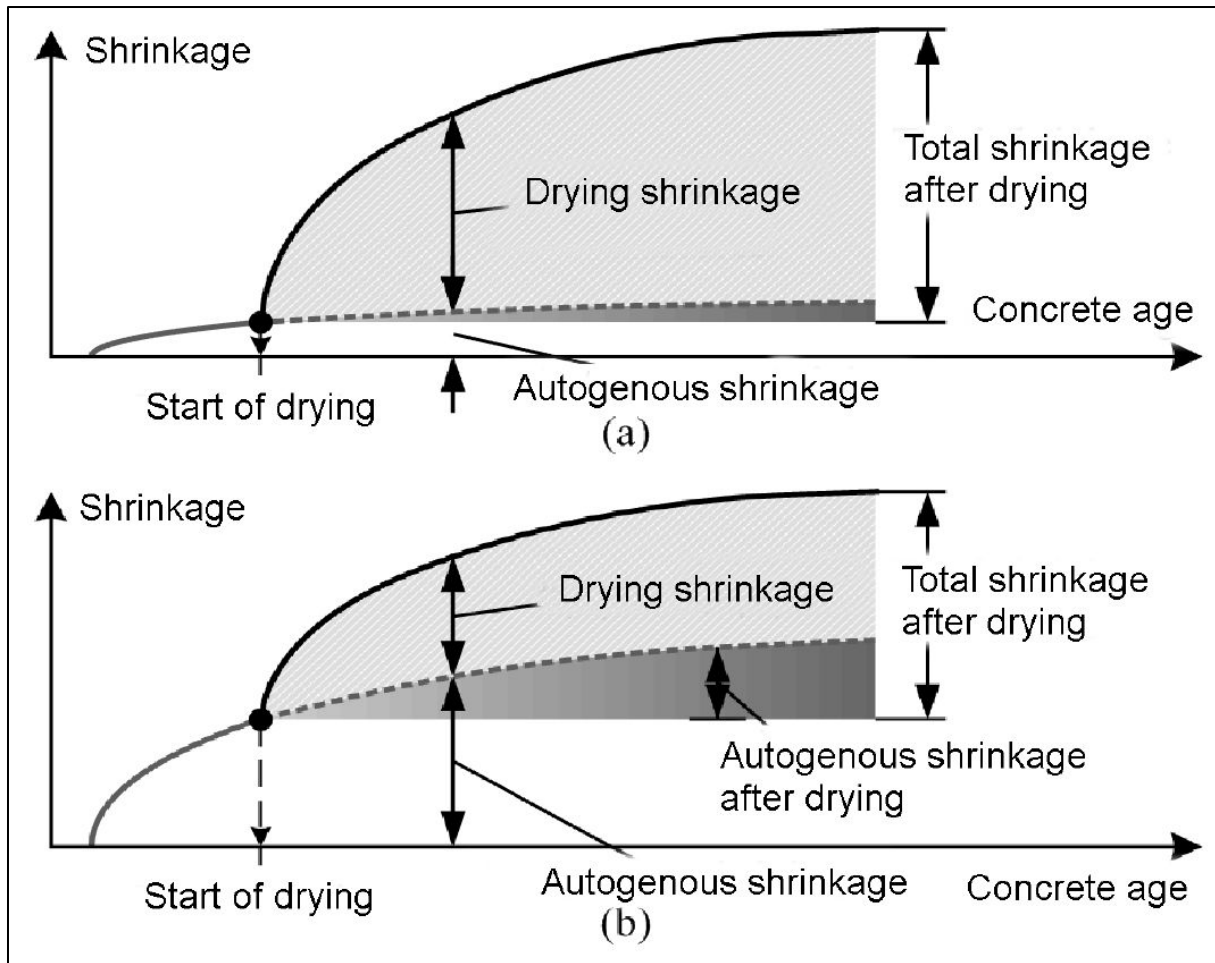 Shrinkage
Total shrinkage
after drying
Drying shrinkage
Concrete age
Autogenous shrinkage
Start of drying
(a)
Shrinkage
Drying shrinkage
Total shrinkage
after drying
Autogenous shrinkage
after drying
Autogenous shrinkage
Start of drying
Concrete age
(b)